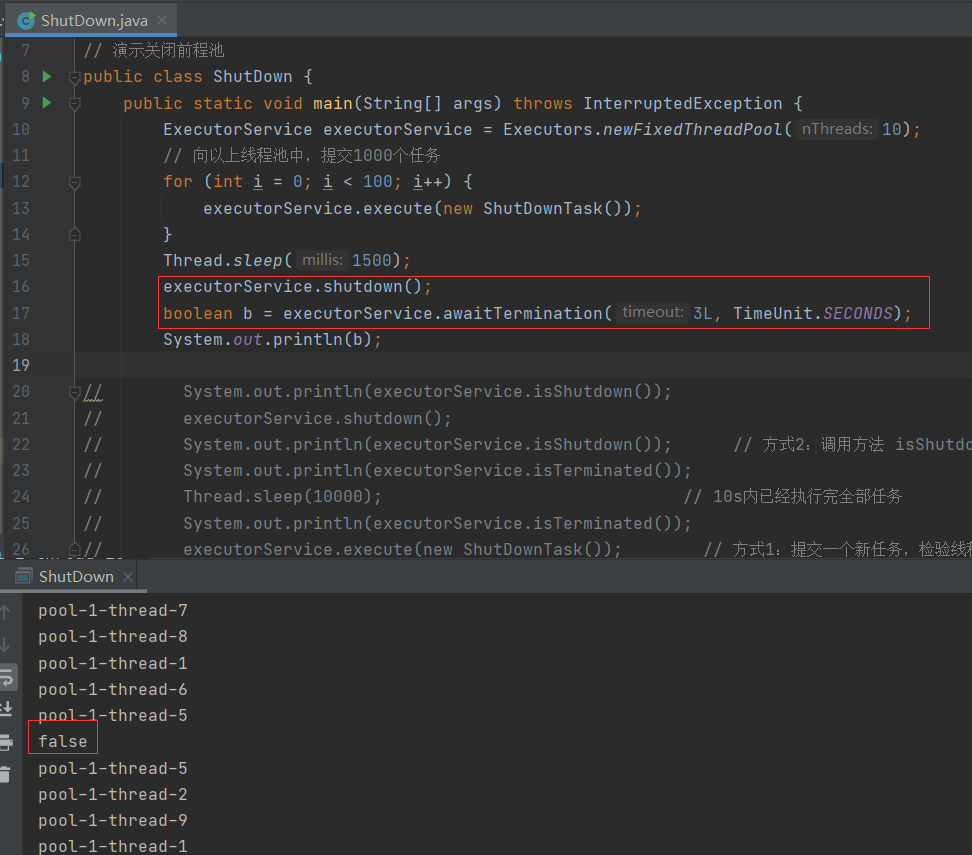 ShutDown.java
7 // 演示关闭前程池
8 public class ShutDown {
9 public static void main(String[] args) throws InterruptedException {
10 ExecutorService executorService = Executors.newFixedThreadPool( nThreads: 10);
11 // 向以上线程池中，提交1000个任务
12 for (int i = 0; i < 100; i++) {
13 executorService.execute(new ShutDownTask());
14 }
15 Thread.sleep( millis: 1500);
16 executorService.shutdown();
17 boolean b = executorService.awaitTermination( timeout: 3L, TimeUnit.SECONDS);
18 System.out.println(b);
19
20 // System.out.println(executorService.isShutdown());
21 // executorService.shutdown();
22 // System.out.println(executorService.isShutdown()); // 方式2：调用方法 isShutdo
23 // System.out.println(executorService.isTerminated());
24 // Thread.sleep(10000); // 10s内已经执行完全部任务
25 // System.out.println(executorService.isTerminated());
26 // executorService.execute(new ShutDownTask()); // 方式1：提交一个新任务，检验线程
ShutDown
pool-1-thread-7
pool-1-thread-8
pool-1-thread-1
pool-1-thread-6
pool-1-thread-5
false
pool-1-thread-5
pool-1-thread-2
pool-1-thread-9
pool-1-thread-1